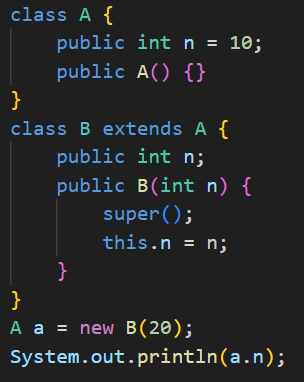 class A {
    public int n = 10;
    public A() {}
}
class B extends A {
    public int n;
    public B(int n) {
        super();
        this.n = n;
    }
}
A a = new B(20);
System.out.println(a.n);